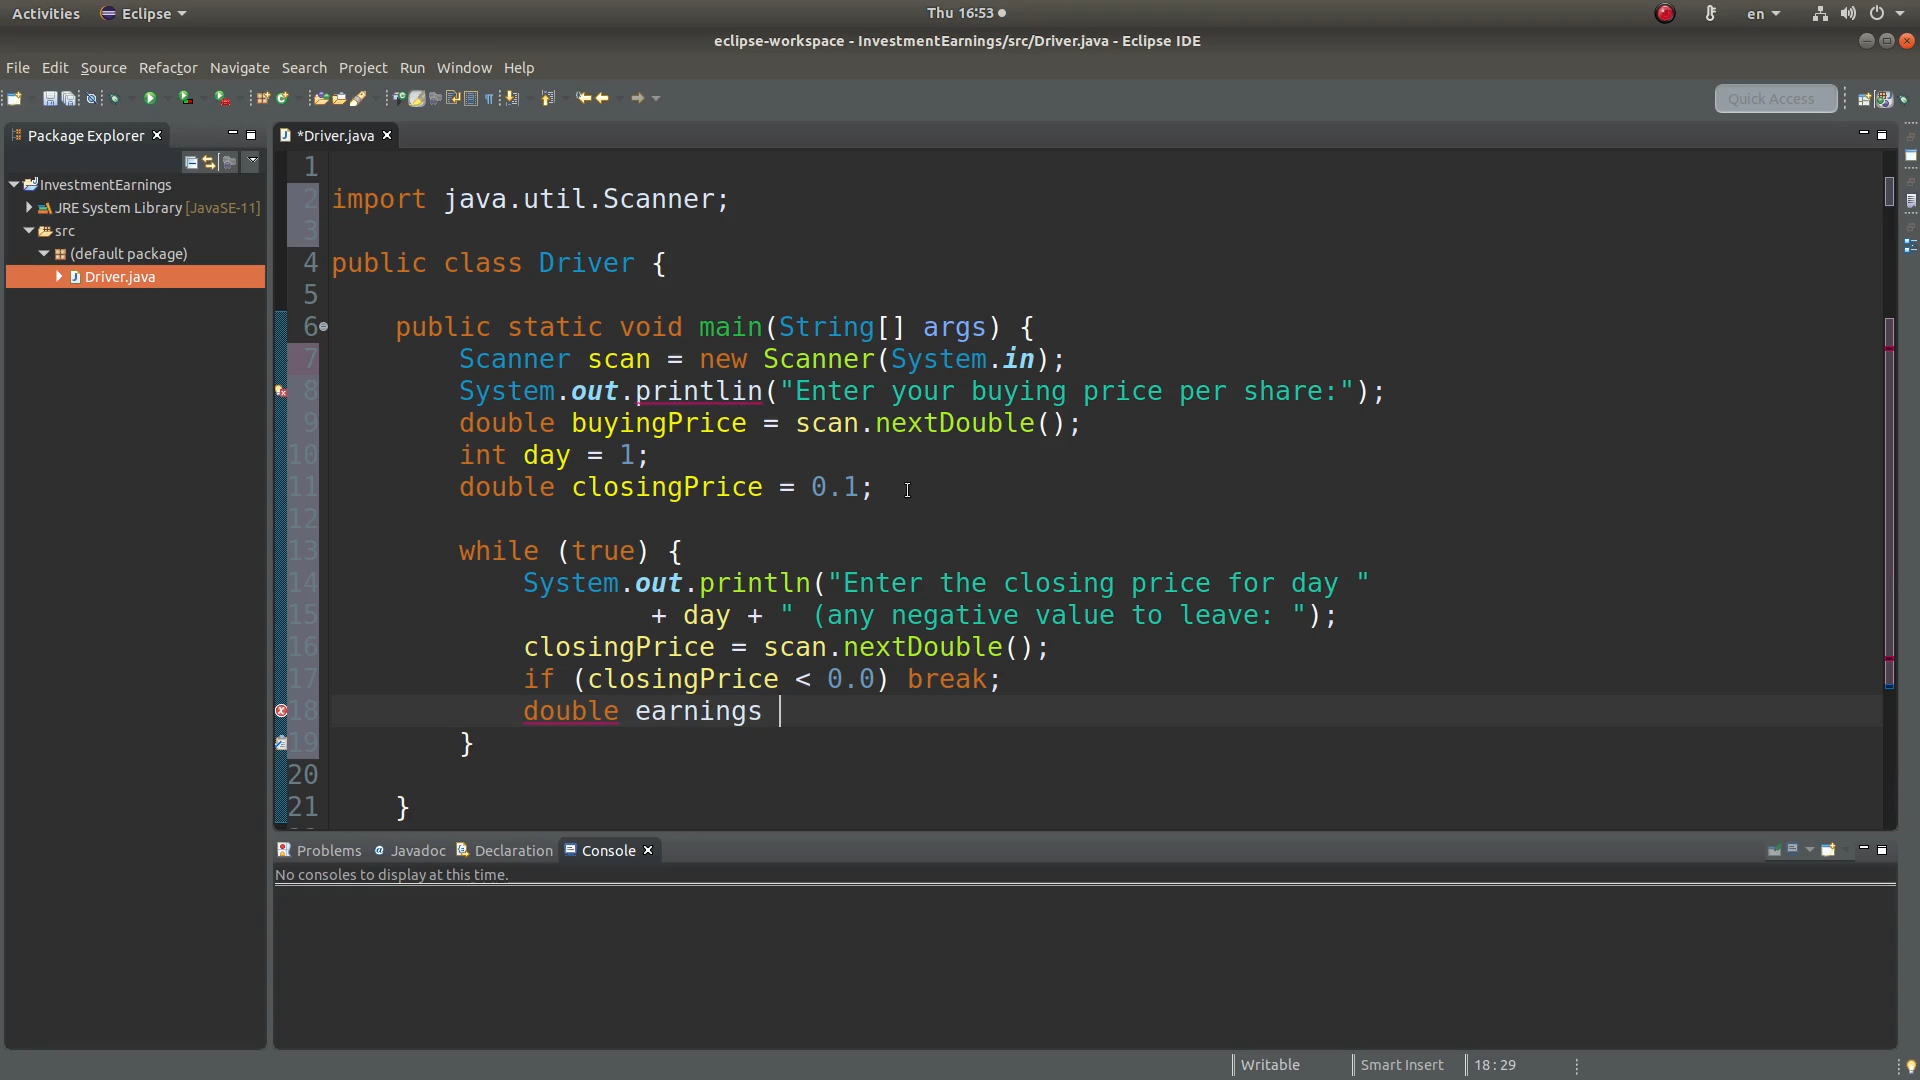 Activities Eclipse Thu 16:53 en
eclipse-workspace - InvestmentEarnings/src/Driver.java - Eclipse IDE
File Edit Source Refactor Navigate Search Project Run Window Help
Quick Access
Package Explorer
*Driver.java
InvestmentEarnings
JRE System Library [JavaSE-11]
src
(default package)
Driver.java
1
2 import java.util.Scanner;
3
4 public class Driver {
5
6 public static void main(String[] args) {
7 Scanner scan = new Scanner(System.in);
8 System.out.printlin("Enter your buying price per share:");
9 double buyingPrice = scan.nextDouble();
10 int day = 1;
11 double closingPrice = 0.1;
12
13 while (true) {
14 System.out.println("Enter the closing price for day "
15 + day + " (any negative value to leave: ");
16 closingPrice = scan.nextDouble();
17 if (closingPrice < 0.0) break;
18 double earnings
19 }
20
21 }
Problems Javadoc Declaration Console
No consoles to display at this time.
Writable Smart Insert 18 : 29